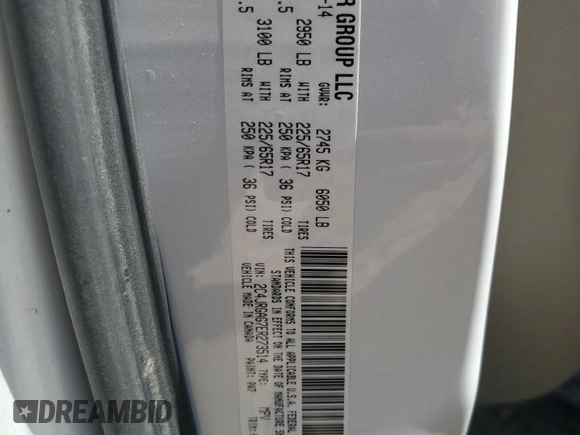 R GROUP LLC
-14
GVWR: 2745 KG 6050 LB
.5
2950 LB WITH 225/65R17 TIRES
RIMS AT 250 KPA ( 36 PSI) COLD
.5
3100 LB WITH 225/65R17 TIRES
RIMS AT 250 KPA ( 36 PSI) COLD
THIS VEHICLE CONFORMS TO ALL APPLICABLE U.S.A. FEDERAL
STANDARDS IN EFFECT ON THE DATE OF MANUFACTURE
VIN: 2C4JRGAG7ER273514 TYPE: MPV
MADE IN CANADA PAINT: PW7 TRIM:
DREAMBID